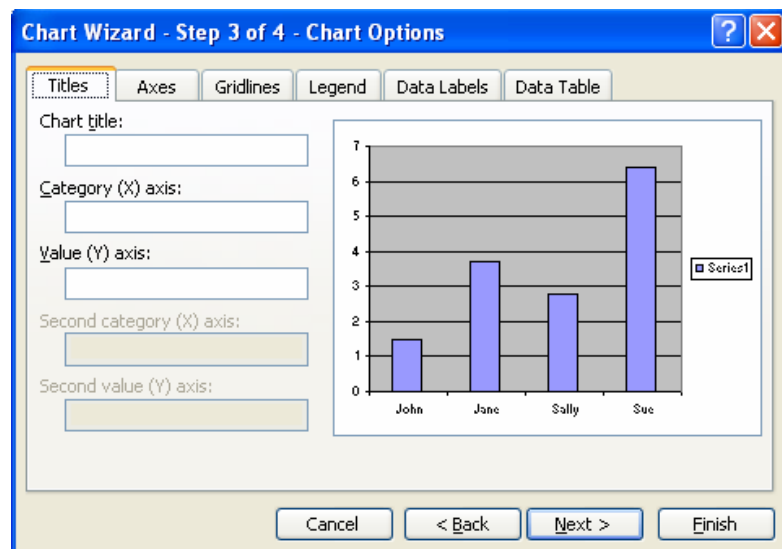 Chart Wizard - Step 3 of 4 - Chart Options
Titles Axes Gridlines Legend Data Labels Data Table
Chart title:
Category (X) axis:
Value (Y) axis:
Second category (X) axis:
Second value (Y) axis:
7
6
5
4
3
2
1
0
John Jane Sally Sue
Series1
Cancel < Back Next > Finish